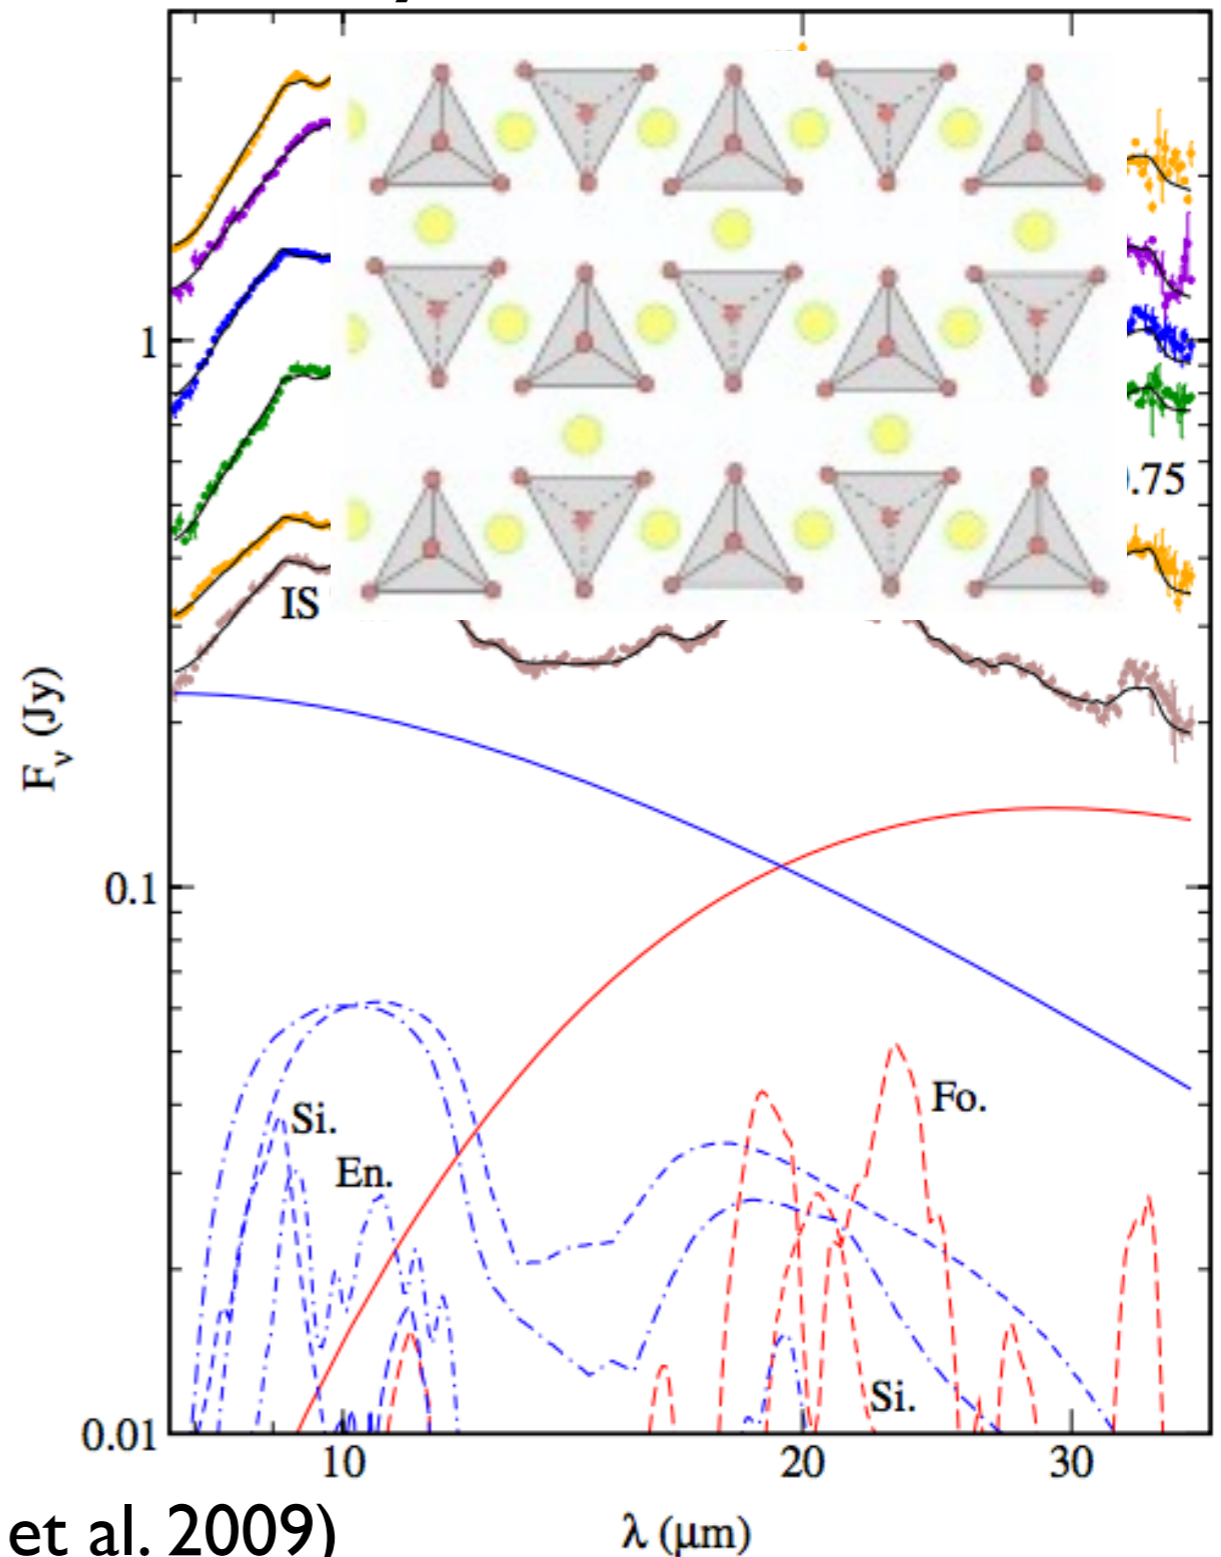 1
.75
IS
F_ν (Jy)
0.1
Fo.
Si.
En.
Si.
0.01
10 20 30
λ (μm)
et al. 2009)